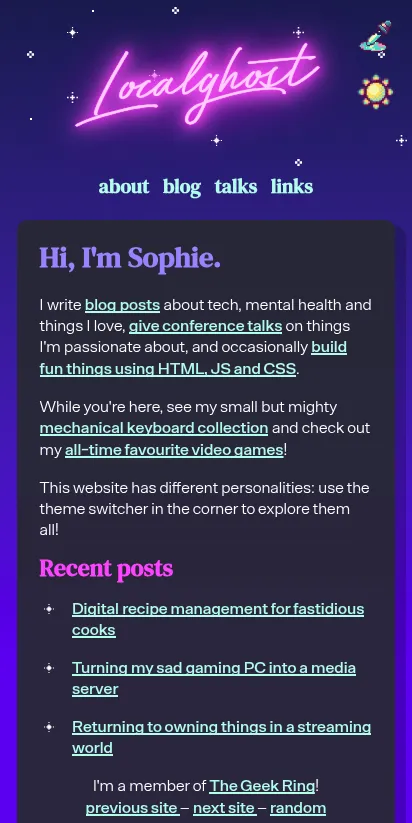 Localghost
about blog talks links
Hi, I'm Sophie.
I write blog posts about tech, mental health and
things I love, give conference talks on things
I'm passionate about, and occasionally build
fun things using HTML, JS and CSS.
While you're here, see my small but mighty
mechanical keyboard collection and check out
my all-time favourite video games!
This website has different personalities: use the
theme switcher in the corner to explore them
all!
Recent posts
Digital recipe management for fastidious
cooks
Turning my sad gaming PC into a media
server
Returning to owning things in a streaming
world
I'm a member of The Geek Ring!
previous site – next site – random